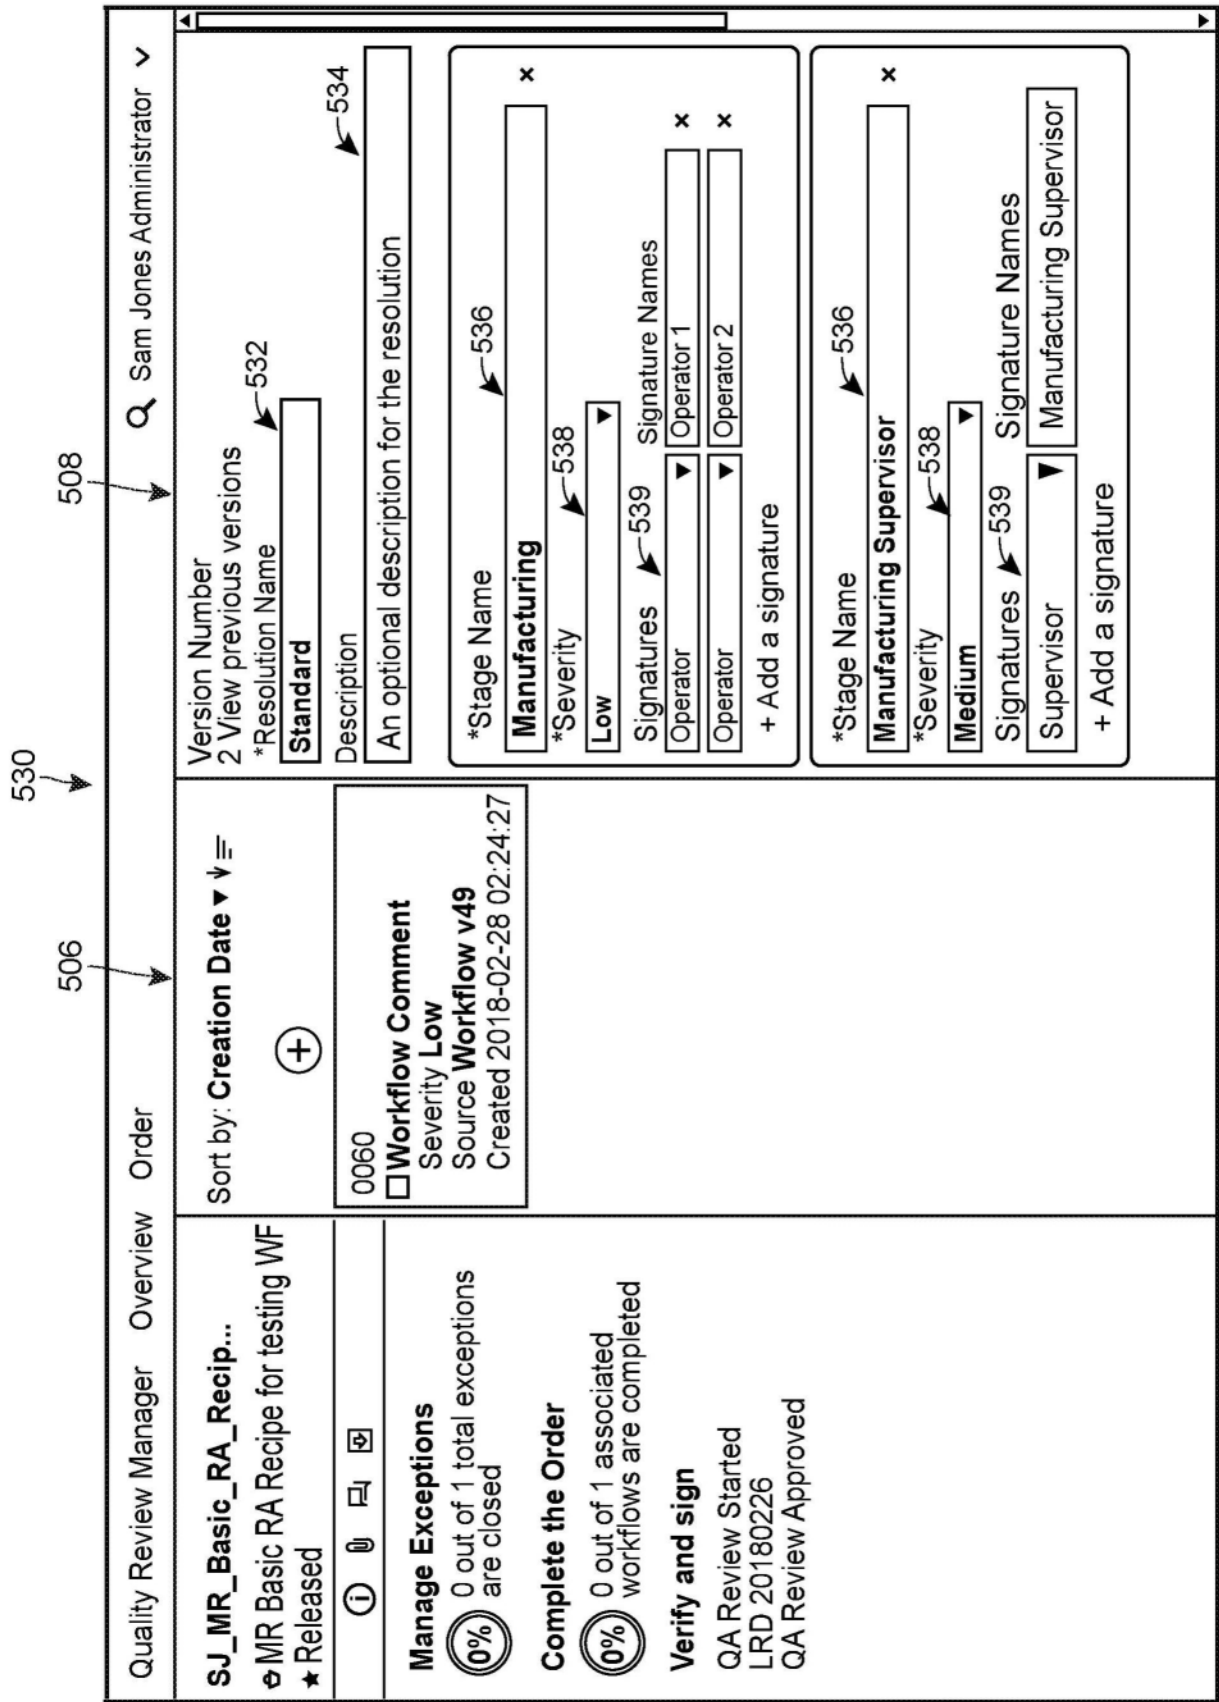 530
506
508
Quality Review Manager Overview Order
Sam Jones Administrator
SJ_MR_Basic_RA_Recip...
MR Basic RA Recipe for testing WF
★ Released
Manage Exceptions
0%
0 out of 1 total exceptions
are closed
Complete the Order
0%
0 out of 1 associated
workflows are completed
Verify and sign
QA Review Started
LRD 20180226
QA Review Approved
Sort by: Creation Date ▼
+
0060
Workflow Comment
Severity Low
Source Workflow v49
Created 2018-02-28 02:24:27
Version Number
2 View previous versions
*Resolution Name
532
Standard
Description
534
An optional description for the resolution
*Stage Name
536
Manufacturing ×
*Severity
538
Low ▼
Signatures 539 Signature Names
Operator ▼ Operator 1 ×
Operator ▼ Operator 2 ×
+ Add a signature
*Stage Name
536
Manufacturing Supervisor ×
*Severity
538
Medium ▼
Signatures 539 Signature Names
Supervisor ▼ Manufacturing Supervisor
+ Add a signature